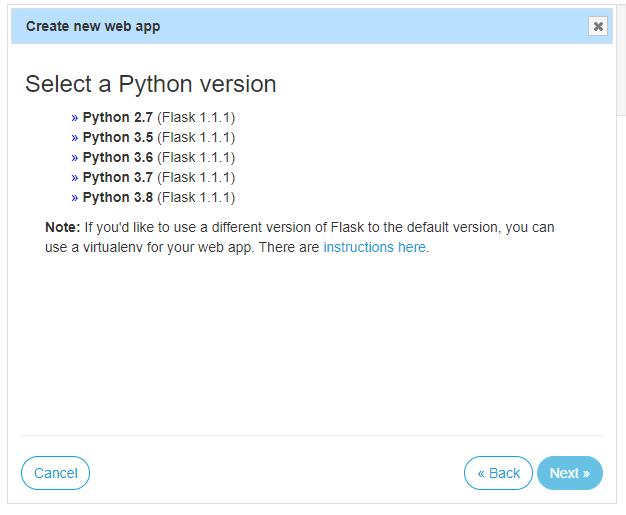 Create new web app
Select a Python version
» Python 2.7 (Flask 1.1.1)
» Python 3.5 (Flask 1.1.1)
» Python 3.6 (Flask 1.1.1)
» Python 3.7 (Flask 1.1.1)
» Python 3.8 (Flask 1.1.1)
Note: If you'd like to use a different version of Flask to the default version, you can
use a virtualenv for your web app. There are instructions here.
Cancel
« Back
Next »